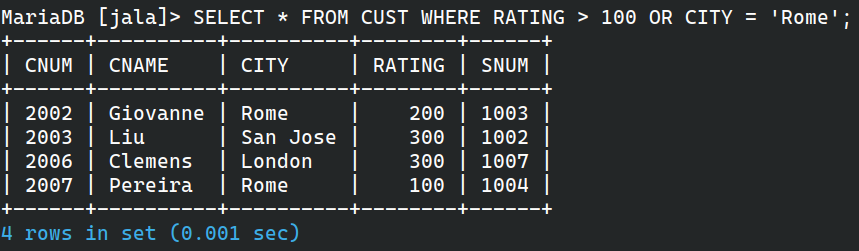 MariaDB [jala]> SELECT * FROM CUST WHERE RATING > 100 OR CITY = 'Rome';
+------+----------+----------+--------+------+
| CNUM | CNAME    | CITY     | RATING | SNUM |
+------+----------+----------+--------+------+
| 2002 | Giovanne | Rome     |    200 | 1003 |
| 2003 | Liu      | San Jose |    300 | 1002 |
| 2006 | Clemens  | London   |    300 | 1007 |
| 2007 | Pereira  | Rome     |    100 | 1004 |
+------+----------+----------+--------+------+
4 rows in set (0.001 sec)